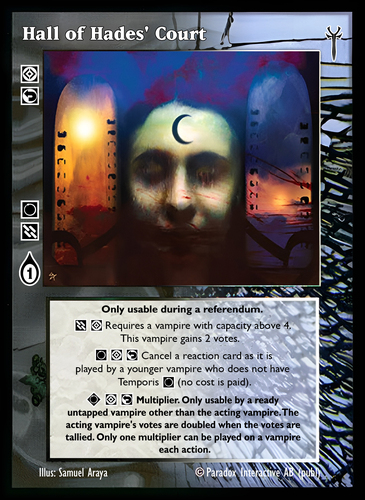 Hall of Hades' Court
1
Only usable during a referendum.
Requires a vampire with capacity above 4.
This vampire gains 2 votes.
Cancel a reaction card as it is
played by a younger vampire who does not have
Temporis (no cost is paid).
Multiplier. Only usable by a ready
untapped vampire other than the acting vampire. The
acting vampire's votes are doubled when the votes are
tallied. Only one multiplier can be played on a vampire
each action.
Illus: Samuel Araya
© Paradox Interactive AB (publ)